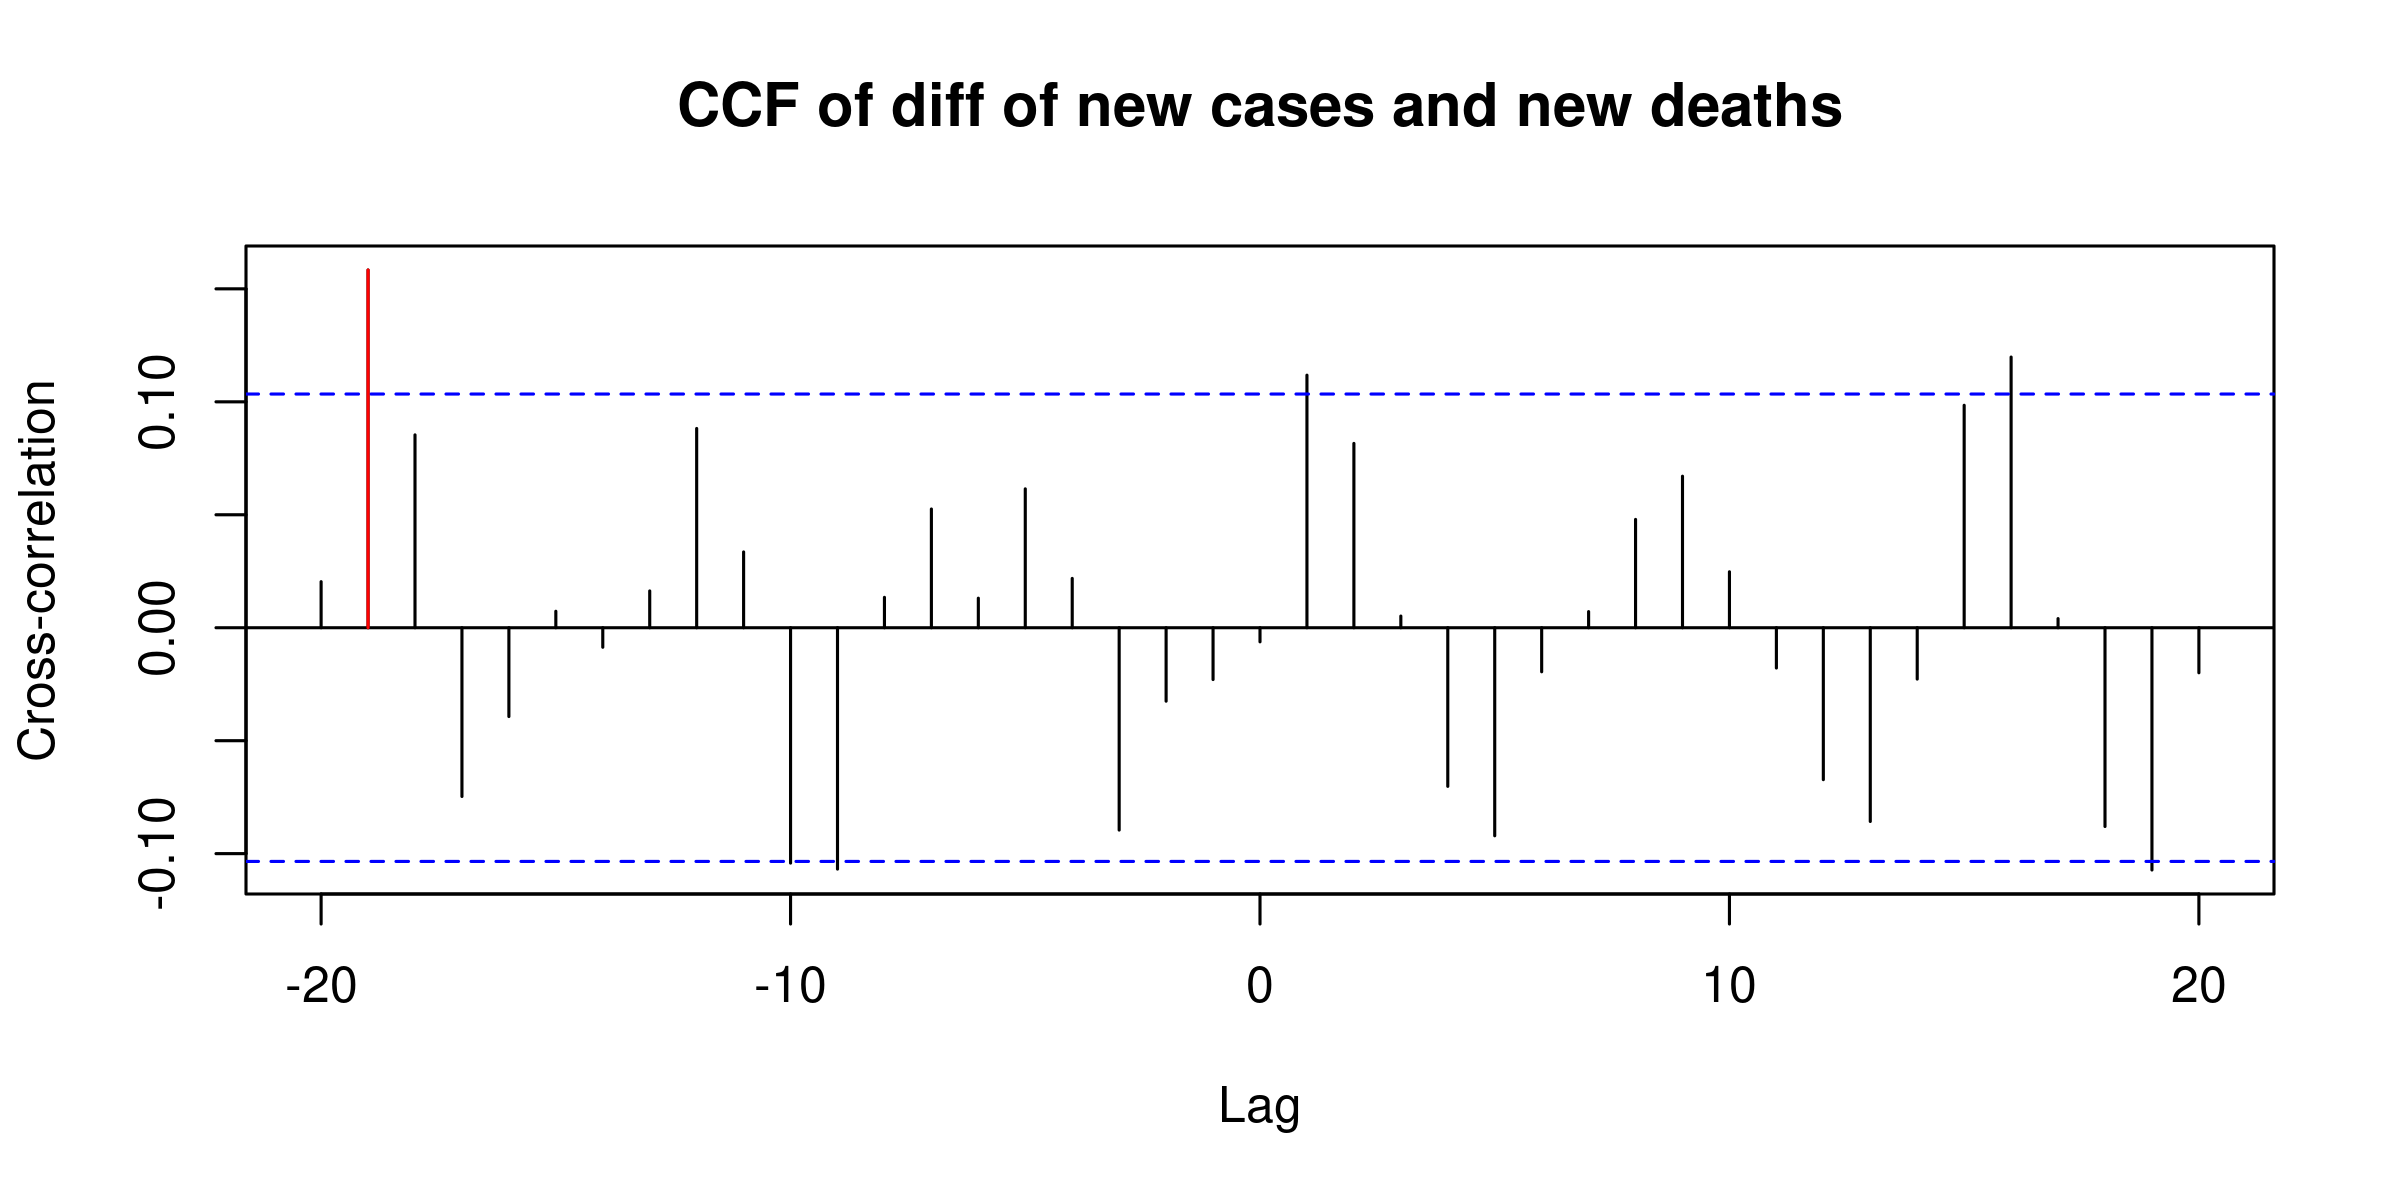 CCF of diff of new cases and new deaths
Cross-correlation
0.10
0.00
-0.10
-20 -10 0 10 20
Lag